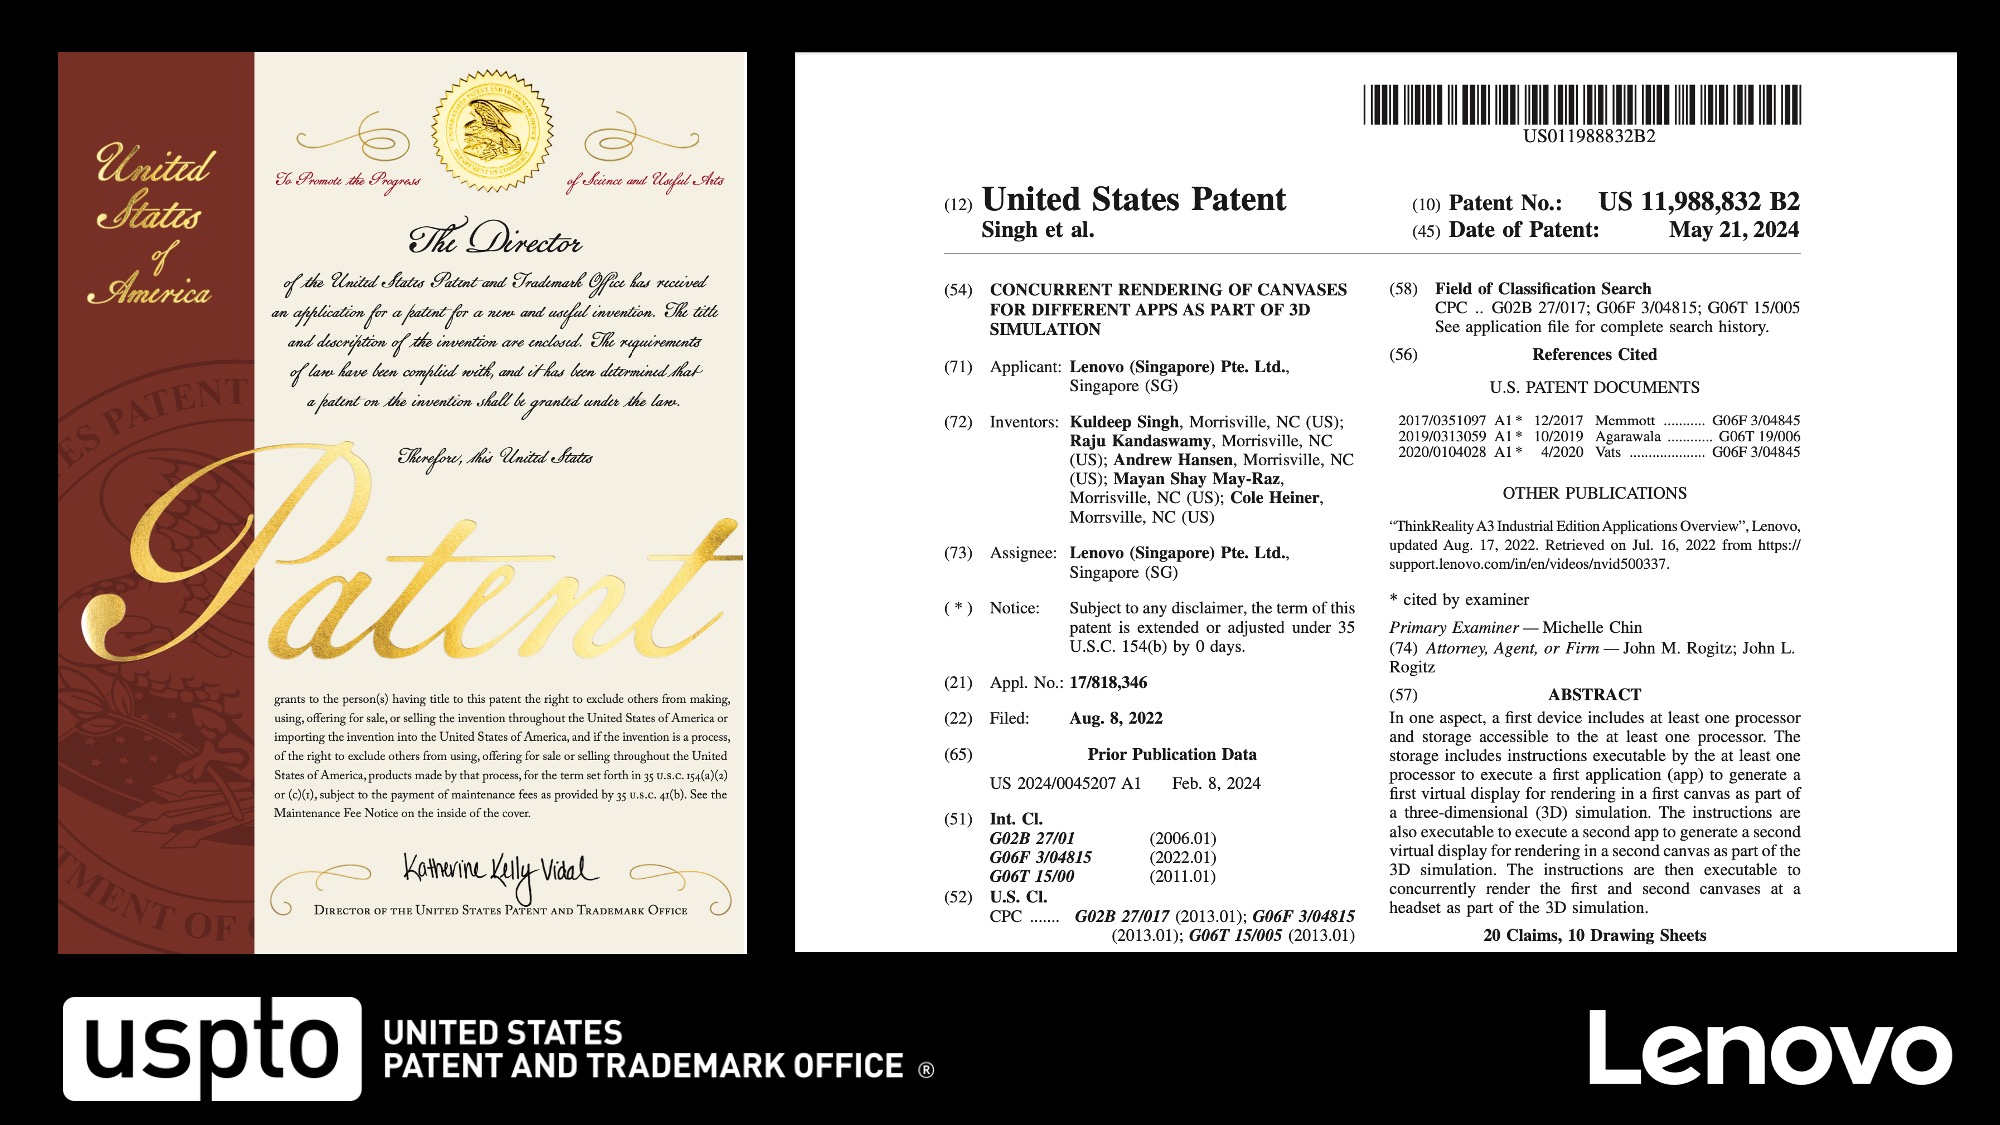 United
States
of
America
To Promote the Progress
of Science and Useful Arts
The Director
of the United States Patent and Trademark Office has received
an application for a patent for a new and useful invention. The title
and description of the invention are enclosed. The requirements
of law have been complied with, and it has been determined that
a patent on the invention shall be granted under the law.
Therefore, this United States
Patent
grants to the person(s) having title to this patent the right to exclude others from making,
using, offering for sale, or selling the invention throughout the United States of America or
importing the invention into the United States of America, and if the invention is a process,
of the right to exclude others from using, offering for sale or selling throughout the United
States of America, products made by that process, for the term set forth in 35 U.S.C. 154(a)(2)
or (c)(1), subject to the payment of maintenance fees as provided by 35 U.S.C. 41(b). See the
Maintenance Fee Notice on the inside of the cover.
Katherine Kelly Vidal
Director of the United States Patent and Trademark Office
US011988832B2
(12) United States Patent
Singh et al.
(10) Patent No.: US 11,988,832 B2
(45) Date of Patent: May 21, 2024
(54) CONCURRENT RENDERING OF CANVASES
FOR DIFFERENT APPS AS PART OF 3D
SIMULATION
(71) Applicant: Lenovo (Singapore) Pte. Ltd.,
Singapore (SG)
(72) Inventors: Kuldeep Singh, Morrisville, NC (US);
Raju Kandaswamy, Morrisville, NC
(US); Andrew Hansen, Morrisville, NC
(US); Mayan Shay May-Raz,
Morrisville, NC (US); Cole Heiner,
Morrsville, NC (US)
(73) Assignee: Lenovo (Singapore) Pte. Ltd.,
Singapore (SG)
( * ) Notice: Subject to any disclaimer, the term of this
patent is extended or adjusted under 35
U.S.C. 154(b) by 0 days.
(21) Appl. No.: 17/818,346
(22) Filed: Aug. 8, 2022
(65) Prior Publication Data
US 2024/0045207 A1 Feb. 8, 2024
(51) Int. Cl.
G02B 27/01 (2006.01)
G06F 3/04815 (2022.01)
G06T 15/00 (2011.01)
(52) U.S. Cl.
CPC ....... G02B 27/017 (2013.01); G06F 3/04815
(2013.01); G06T 15/005 (2013.01)
(58) Field of Classification Search
CPC .. G02B 27/017; G06F 3/04815; G06T 15/005
See application file for complete search history.
(56) References Cited
U.S. PATENT DOCUMENTS
2017/0351097 A1* 12/2017 Memmott .......... G06F 3/04845
2019/0313059 A1* 10/2019 Agarawala ........... G06T 19/006
2020/0104028 A1* 4/2020 Vats .................... G06F 3/04845
OTHER PUBLICATIONS
“ThinkReality A3 Industrial Edition Applications Overview”, Lenovo,
updated Aug. 17, 2022. Retrieved on Jul. 16, 2022 from https://
support.lenovo.com/in/en/videos/nvid500337.
* cited by examiner
Primary Examiner — Michelle Chin
(74) Attorney, Agent, or Firm — John M. Rogitz; John L.
Rogitz
(57) ABSTRACT
In one aspect, a first device includes at least one processor
and storage accessible to the at least one processor. The
storage includes instructions executable by the at least one
processor to execute a first application (app) to generate a
first virtual display for rendering in a first canvas as part of
a three-dimensional (3D) simulation. The instructions are
also executable to execute a second app to generate a second
virtual display for rendering in a second canvas as part of the
3D simulation. The instructions are then executable to
concurrently render the first and second canvases at a
headset as part of the 3D simulation.
20 Claims, 10 Drawing Sheets
uspto
UNITED STATES
PATENT AND TRADEMARK OFFICE ®
Lenovo